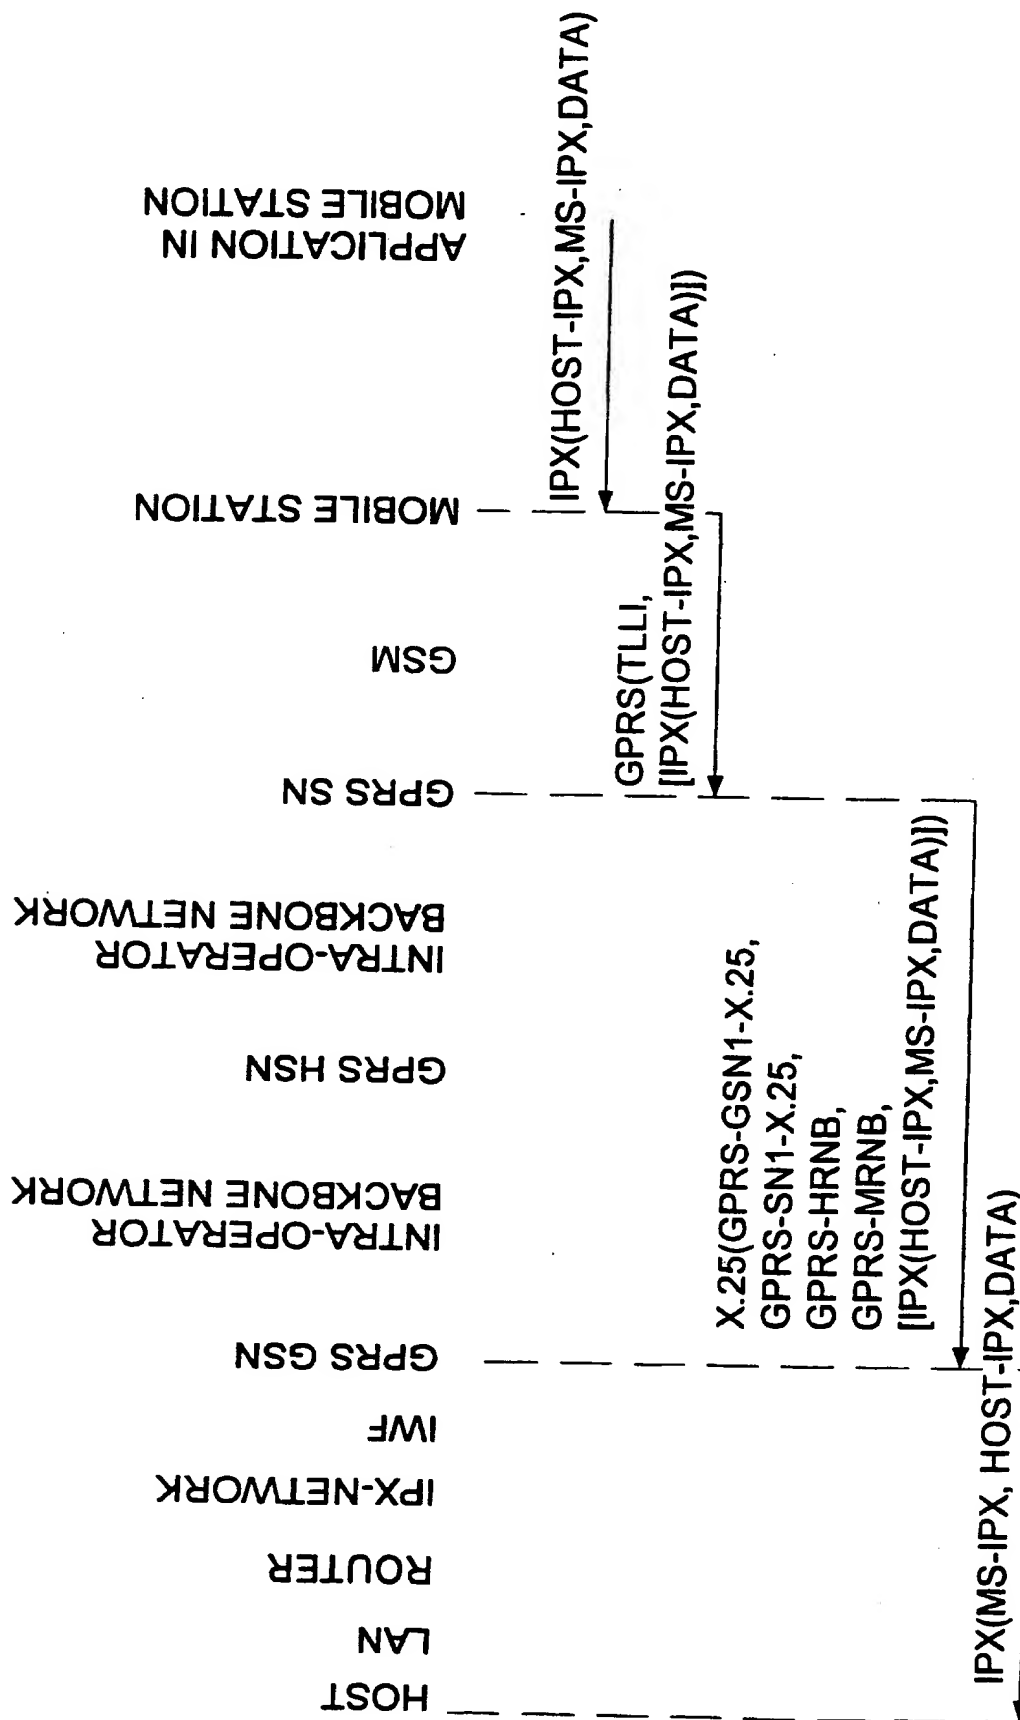 APPLICATION IN
MOBILE STATION
MOBILE STATION
GSM
GPRS SN
INTRA-OPERATOR
BACKBONE NETWORK
GPRS HSN
INTRA-OPERATOR
BACKBONE NETWORK
GPRS GSN
IWF
IPX-NETWORK
ROUTER
LAN
HOST
IPX(HOST-IPX,MS-IPX,DATA)
GPRS(TLLI,
[IPX(HOST-IPX,MS-IPX,DATA)])
X.25(GPRS-GSN1-X.25,
GPRS-SN1-X.25,
GPRS-HRNB,
GPRS-MRNB,
[IPX(HOST-IPX,MS-IPX,DATA)])
IPX(MS-IPX, HOST-IPX,DATA)